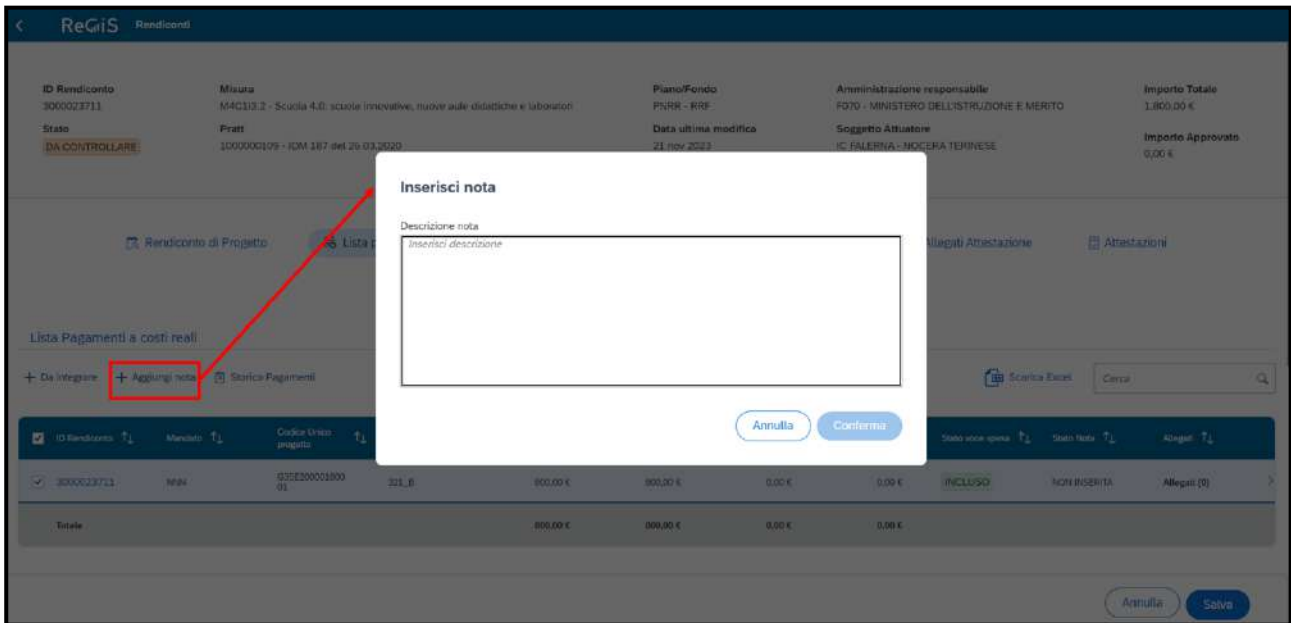 ReGiS Rendiconti
ID Rendiconto Misura Piano/Fondo Amministrazione responsabile Importo Totale
3000023711 M4C1I3.2 - Scuola 4.0: scuole innovative, nuove aule didattiche e laboratori PNRR - RRF F070 - MINISTERO DELL'ISTRUZIONE E MERITO 1.800,00 €
Stato Pratt Data ultima modifica Soggetto Attuatore Importo Approvato
DA CONTROLLARE 1000000109 - IDM 187 del 26.03.2020 21 nov 2023 IC FALERNA - NOCERA TERINESE 0,00 €
Inserisci nota
Descrizione nota
Inserisci descrizione
Rendiconto di Progetto Lista Allegati Attestazione Attestazioni
Lista Pagamenti a costi reali
Da integrare Aggiungi nota Storico Pagamenti Scarica Excel Cerca
Annulla Conferma
ID Rendiconto Mandato Codice Unico progetto Stato voce spesa Stato Nota Allegati
3000023711 321_B 800,00 € 800,00 € 0,00 € 0,00 € INCLUSO NON INSERITA Allegati (0)
Totale 800,00 € 800,00 € 0,00 € 0,00 €
Annulla Salva